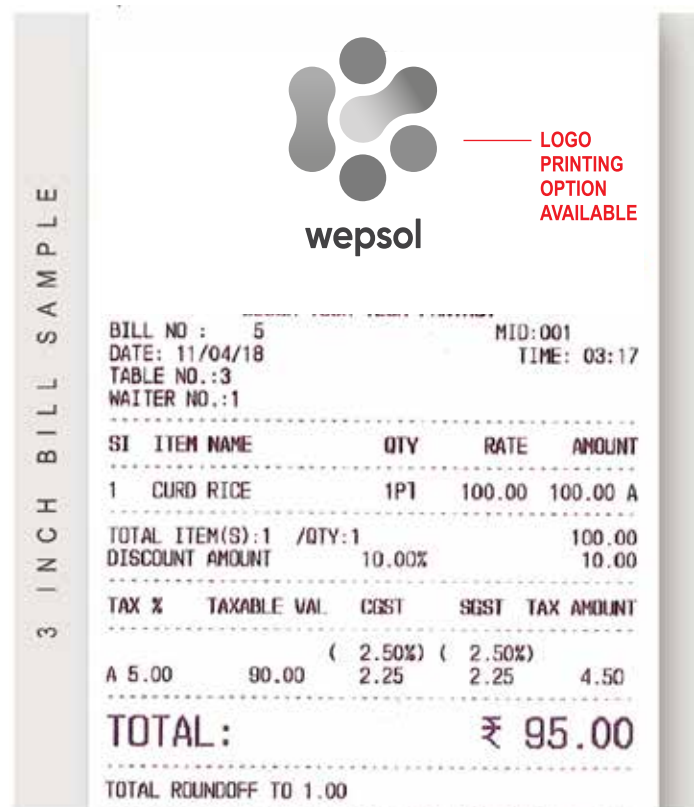 3 INCH BILL SAMPLE
wepsol
LOGO
PRINTING
OPTION
AVAILABLE
BILL NO :    5    MID:001
DATE: 11/04/18    TIME: 03:17
TABLE NO.:3
WAITER NO.:1
SI  ITEM NAME    QTY    RATE    AMOUNT
1   CURD RICE    1P1    100.00  100.00 A
TOTAL ITEM(S):1  /QTY:1    100.00
DISCOUNT AMOUNT    10.00%    10.00
TAX %    TAXABLE VAL    CGST    SGST    TAX AMOUNT
( 2.50%) ( 2.50%)
A 5.00    90.00    2.25    2.25    4.50
TOTAL:    ₹ 95.00
TOTAL ROUNDOFF TO 1.00